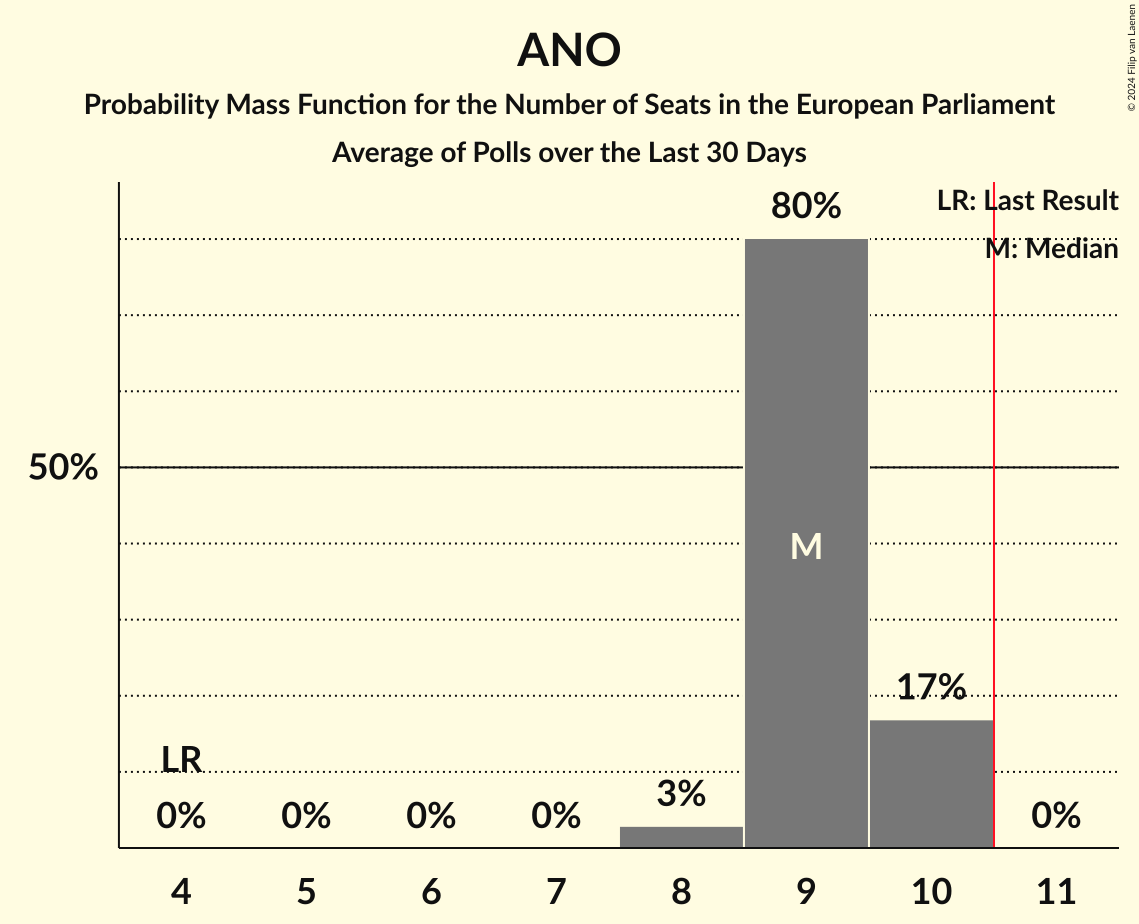 ANO
Probability Mass Function for the Number of Seats in the European Parliament
Average of Polls over the Last 30 Days
© 2024 Filip van Laenen
LR: Last Result
M: Median
80%
50%
M
17%
LR
3%
0% 0% 0% 0% 0%
4 5 6 7 8 9 10 11